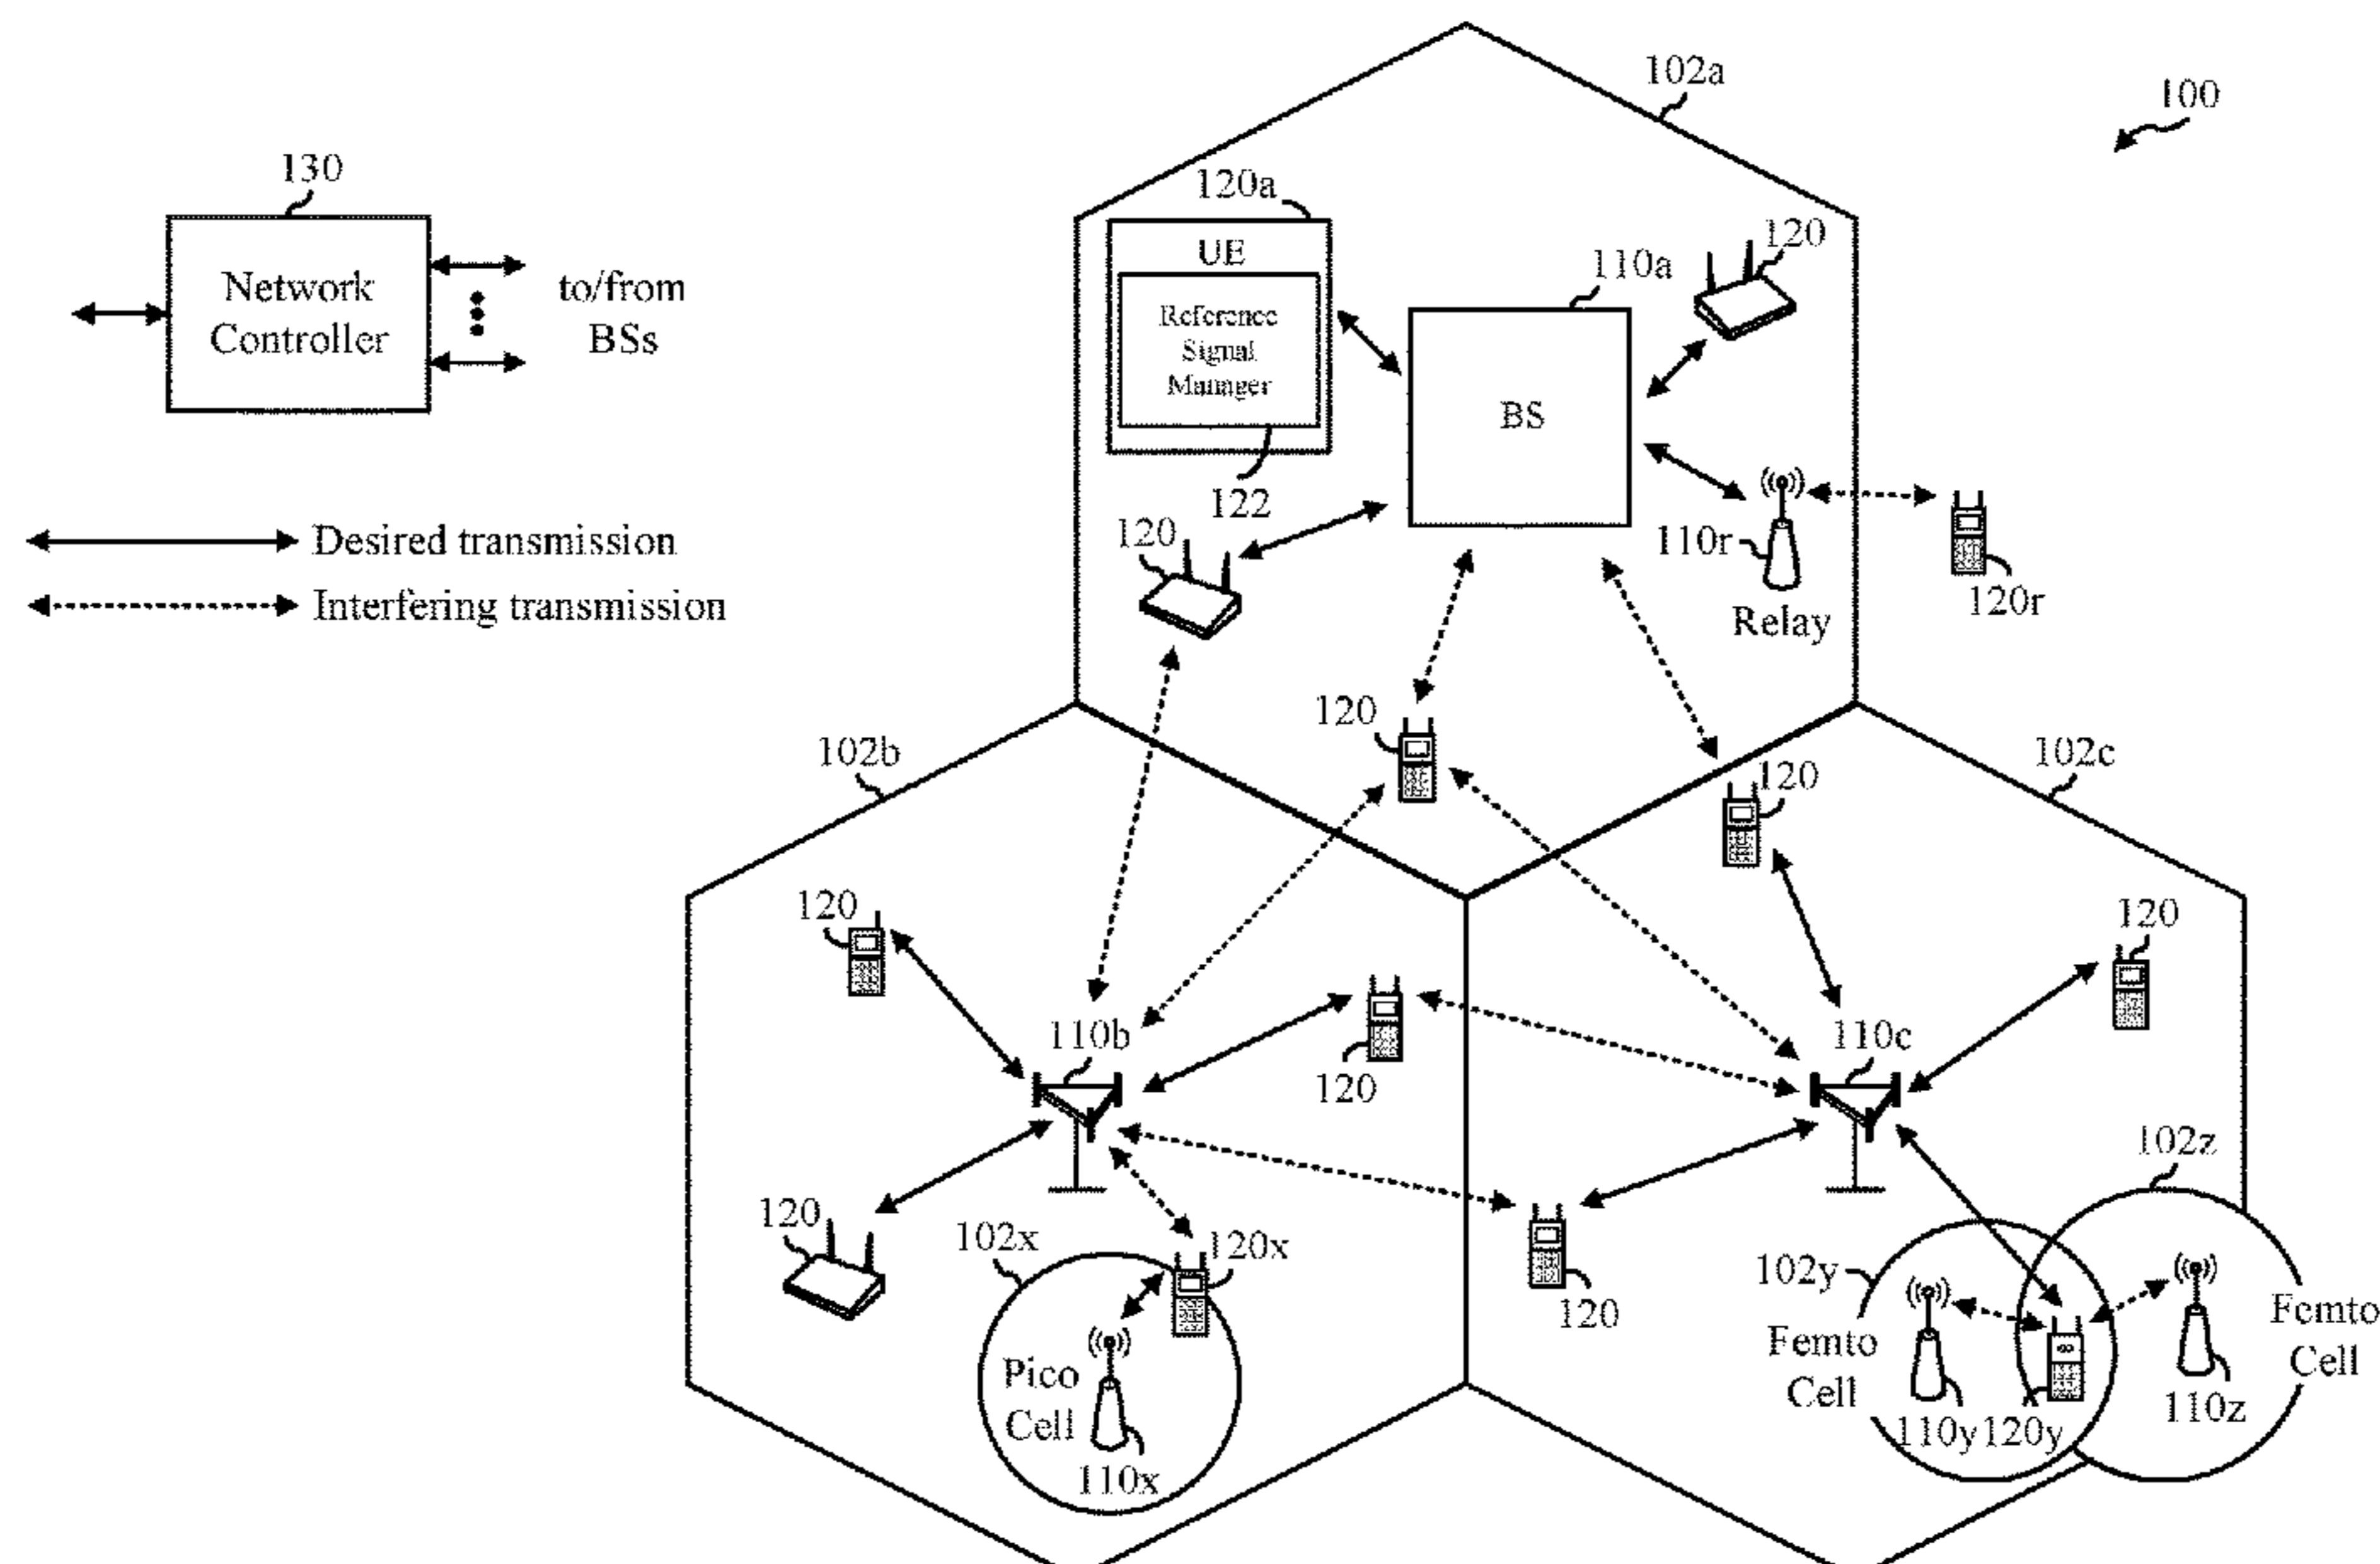 102a
100
130
120a
UE
120
Network
Controller
to/from
BSs
110a
Reference
Signal
Manager
BS
122
Desired transmission
120
110r
Interfering transmission
120r
Relay
120
102b
102c
120
120
120
110b
110c
120
102z
120
102x
120x
102y
120
Pico
Cell
Femto
Cell
Femto
Cell
110x
110y
120y
110z